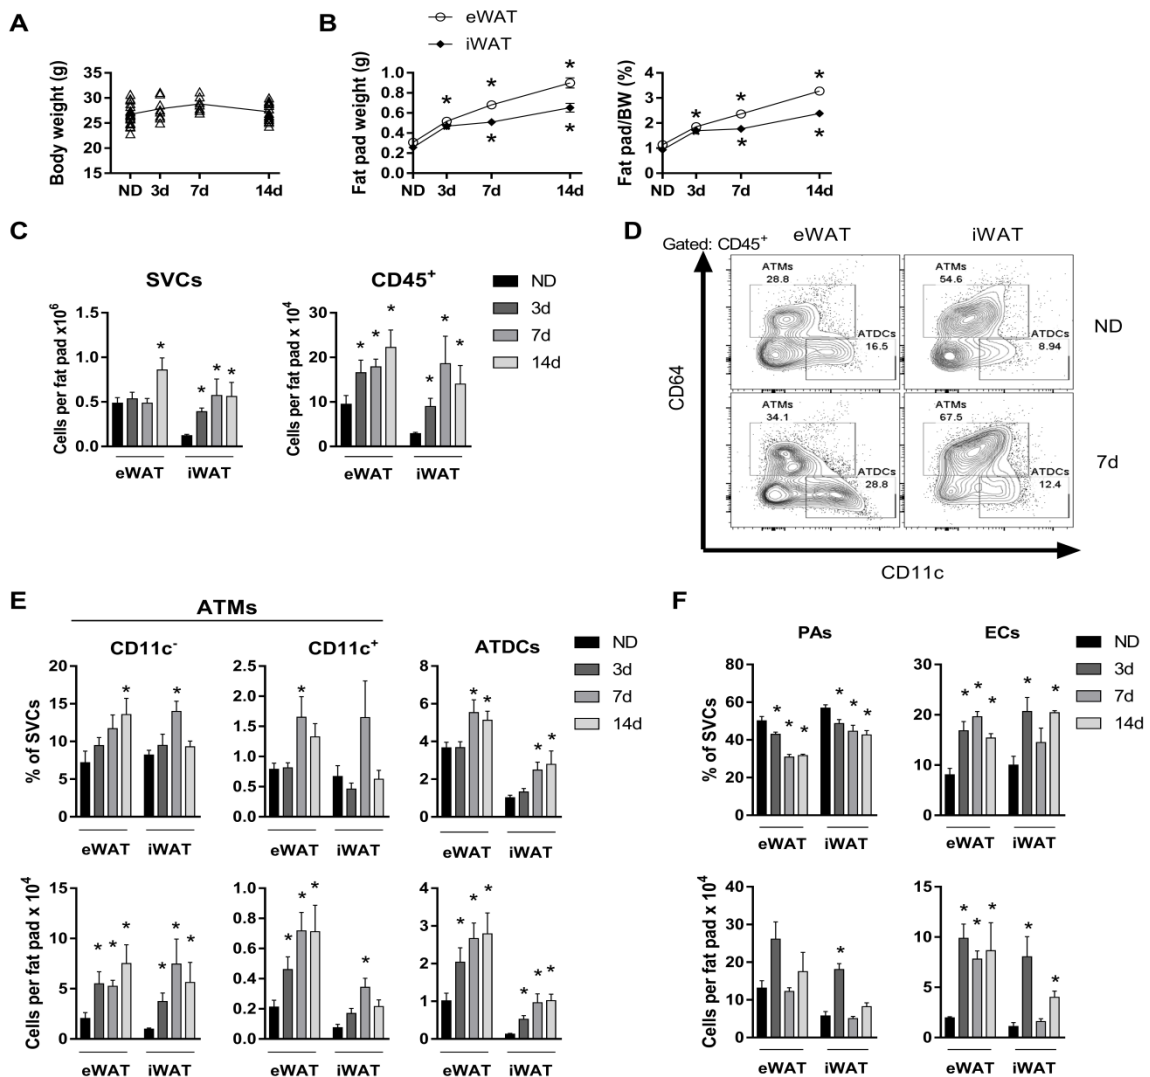 A
Body weight (g)
35
30
25
20
15
ND 3d 7d 14d
B
eWAT
iWAT
Fat pad weight (g)
1.0
0.8
0.6
0.4
0.2
0.0
* * *
* *
ND 3d 7d 14d
Fat pad/BW (%)
4
3
2
1
0
* * *
* *
ND 3d 7d 14d
C
SVCs
Cells per fat pad x10⁶
1.5
1.0
0.5
0.0
* * * *
eWAT iWAT
CD45⁺
Cells per fat pad x 10⁴
30
20
10
0
* * * * * *
eWAT iWAT
ND
3d
7d
14d
D
Gated: CD45⁺
eWAT iWAT
ATMs
28.8
ATDCs
16.5
ATMs
54.6
ATDCs
8.94
ND
ATMs
34.1
ATDCs
28.8
ATMs
67.5
ATDCs
12.4
7d
CD64
CD11c
E
ATMs
CD11c⁻
% of SVCs
20
15
10
5
0
* *
eWAT iWAT
CD11c⁺
2.5
2.0
1.5
1.0
0.5
0.0
*
eWAT iWAT
ATDCs
8
6
4
2
0
* * * *
eWAT iWAT
ND
3d
7d
14d
Cells per fat pad x 10⁴
15
10
5
0
* * * * * *
eWAT iWAT
1.0
0.8
0.6
0.4
0.2
0.0
* * * *
eWAT iWAT
4
3
2
1
0
* * * * * *
eWAT iWAT
F
PAs
% of SVCs
80
60
40
20
0
* * * * * *
eWAT iWAT
ECs
30
20
10
0
* * * * *
eWAT iWAT
ND
3d
7d
14d
Cells per fat pad x 10⁴
40
30
20
10
0
*
eWAT iWAT
15
10
5
0
* * * * *
eWAT iWAT